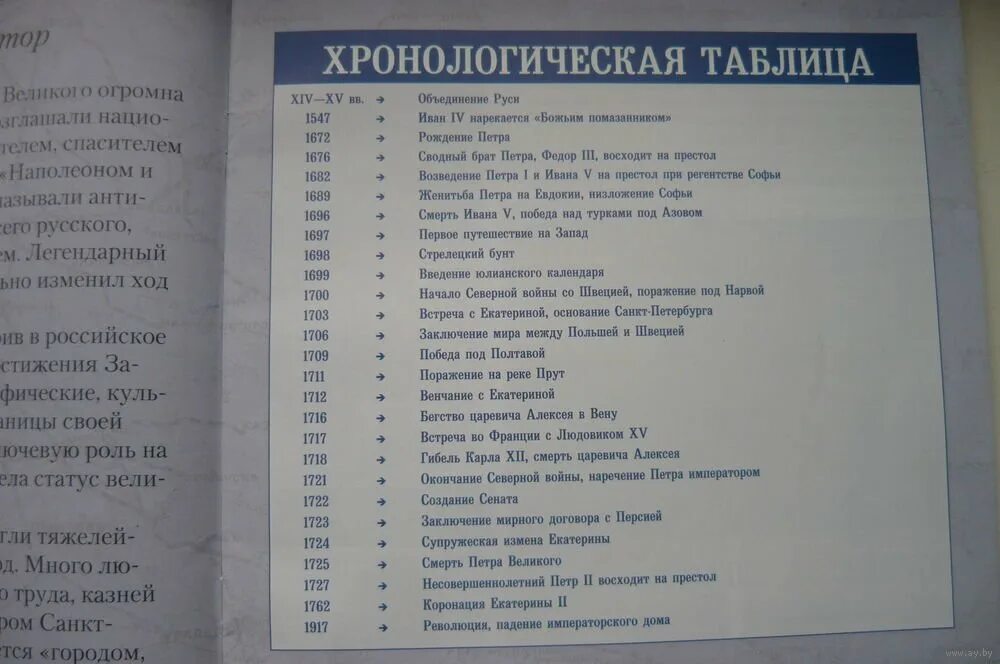 тор
Великого огромна
озглашали нацио-
телем, спасителем
«Наполеоном и
называли анти-
сего русского,
ем. Легендарный
ьно изменил ход
ив в российское
стижения За-
фические, куль-
аницы своей
лючевую роль на
ела статус вели-
гли тяжелей-
д. Много лю-
о труда, казней
ром Санкт-
ется «городом,
ХРОНОЛОГИЧЕСКАЯ ТАБЛИЦА
XIV—XV вв. → Объединение Руси
1547 → Иван IV нарекается «Божьим помазанником»
1672 → Рождение Петра
1676 → Сводный брат Петра, Федор III, восходит на престол
1682 → Возведение Петра I и Ивана V на престол при регентстве Софьи
1689 → Женитьба Петра на Евдокии, низложение Софьи
1696 → Смерть Ивана V, победа над турками под Азовом
1697 → Первое путешествие на Запад
1698 → Стрелецкий бунт
1699 → Введение юлианского календаря
1700 → Начало Северной войны со Швецией, поражение под Нарвой
1703 → Встреча с Екатериной, основание Санкт-Петербурга
1706 → Заключение мира между Польшей и Швецией
1709 → Победа под Полтавой
1711 → Поражение на реке Прут
1712 → Венчание с Екатериной
1716 → Бегство царевича Алексея в Вену
1717 → Встреча во Франции с Людовиком XV
1718 → Гибель Карла XII, смерть царевича Алексея
1721 → Окончание Северной войны, наречение Петра императором
1722 → Создание Сената
1723 → Заключение мирного договора с Персией
1724 → Супружеская измена Екатерины
1725 → Смерть Петра Великого
1727 → Несовершеннолетний Петр II восходит на престол
1762 → Коронация Екатерины II
1917 → Революция, падение императорского дома
www.ay.by